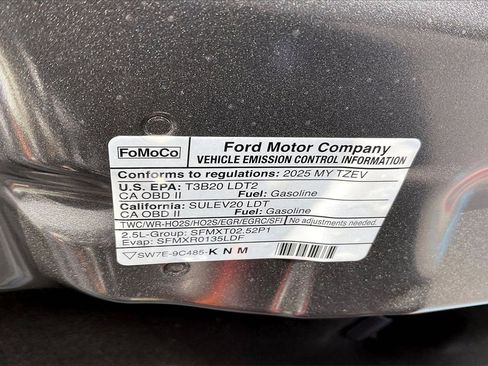 FoMoCo
Ford Motor Company
VEHICLE EMISSION CONTROL INFORMATION
Conforms to regulations: 2025 MY TZEV
U.S. EPA: T3B20 LDT2
CA OBD II Fuel: Gasoline
California: SULEV20 LDT
CA OBD II Fuel: Gasoline
TWC/WR-HO2S/HO2S/EGR/EGRC/SFI No adjustments needed.
2.5L-Group: SFMXT02.52P1
Evap: SFMXR0135LDF
SW7E-9C485-K N M